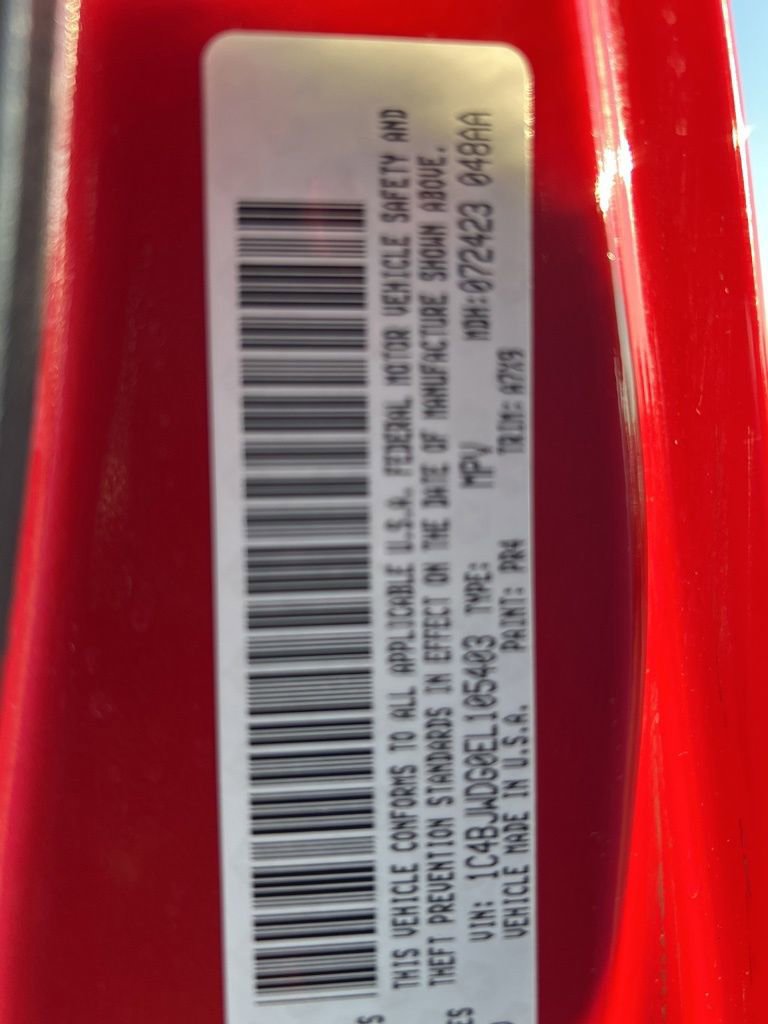 THIS VEHICLE CONFORMS TO ALL APPLICABLE U.S.A. FEDERAL MOTOR VEHICLE SAFETY AND
THEFT PREVENTION STANDARDS IN EFFECT ON THE DATE OF MANUFACTURE SHOWN ABOVE.
VIN: 1C4BJWDG0EL105403 TYPE: MPV MDH:072423 048AA
VEHICLE MADE IN U.S.A. PAINT: PR4 TRIM: A7X9